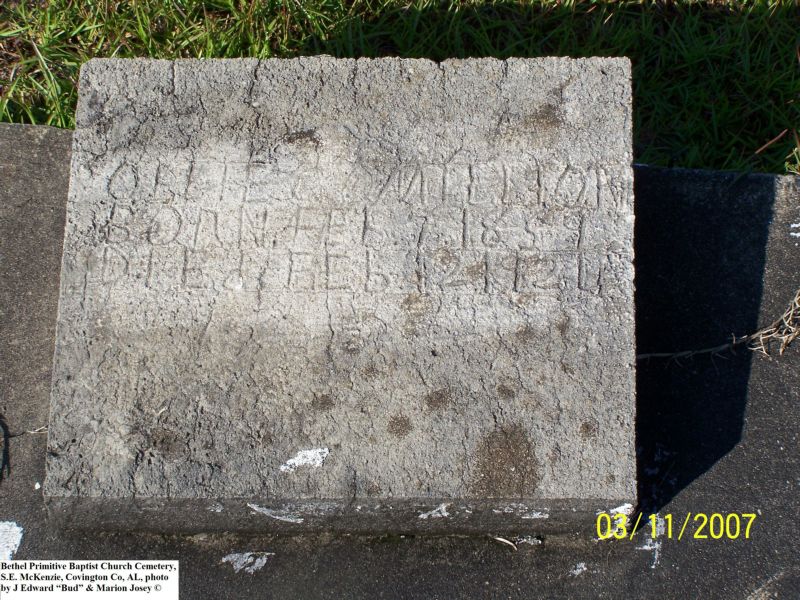 BORN. FEB. 7. 1859
DIED FEB. 12 1921
03/11/2007
Bethel Primitive Baptist Church Cemetery,
S.E. McKenzie, Covington Co, AL, photo
by J Edward “Bud” & Marion Josey ©